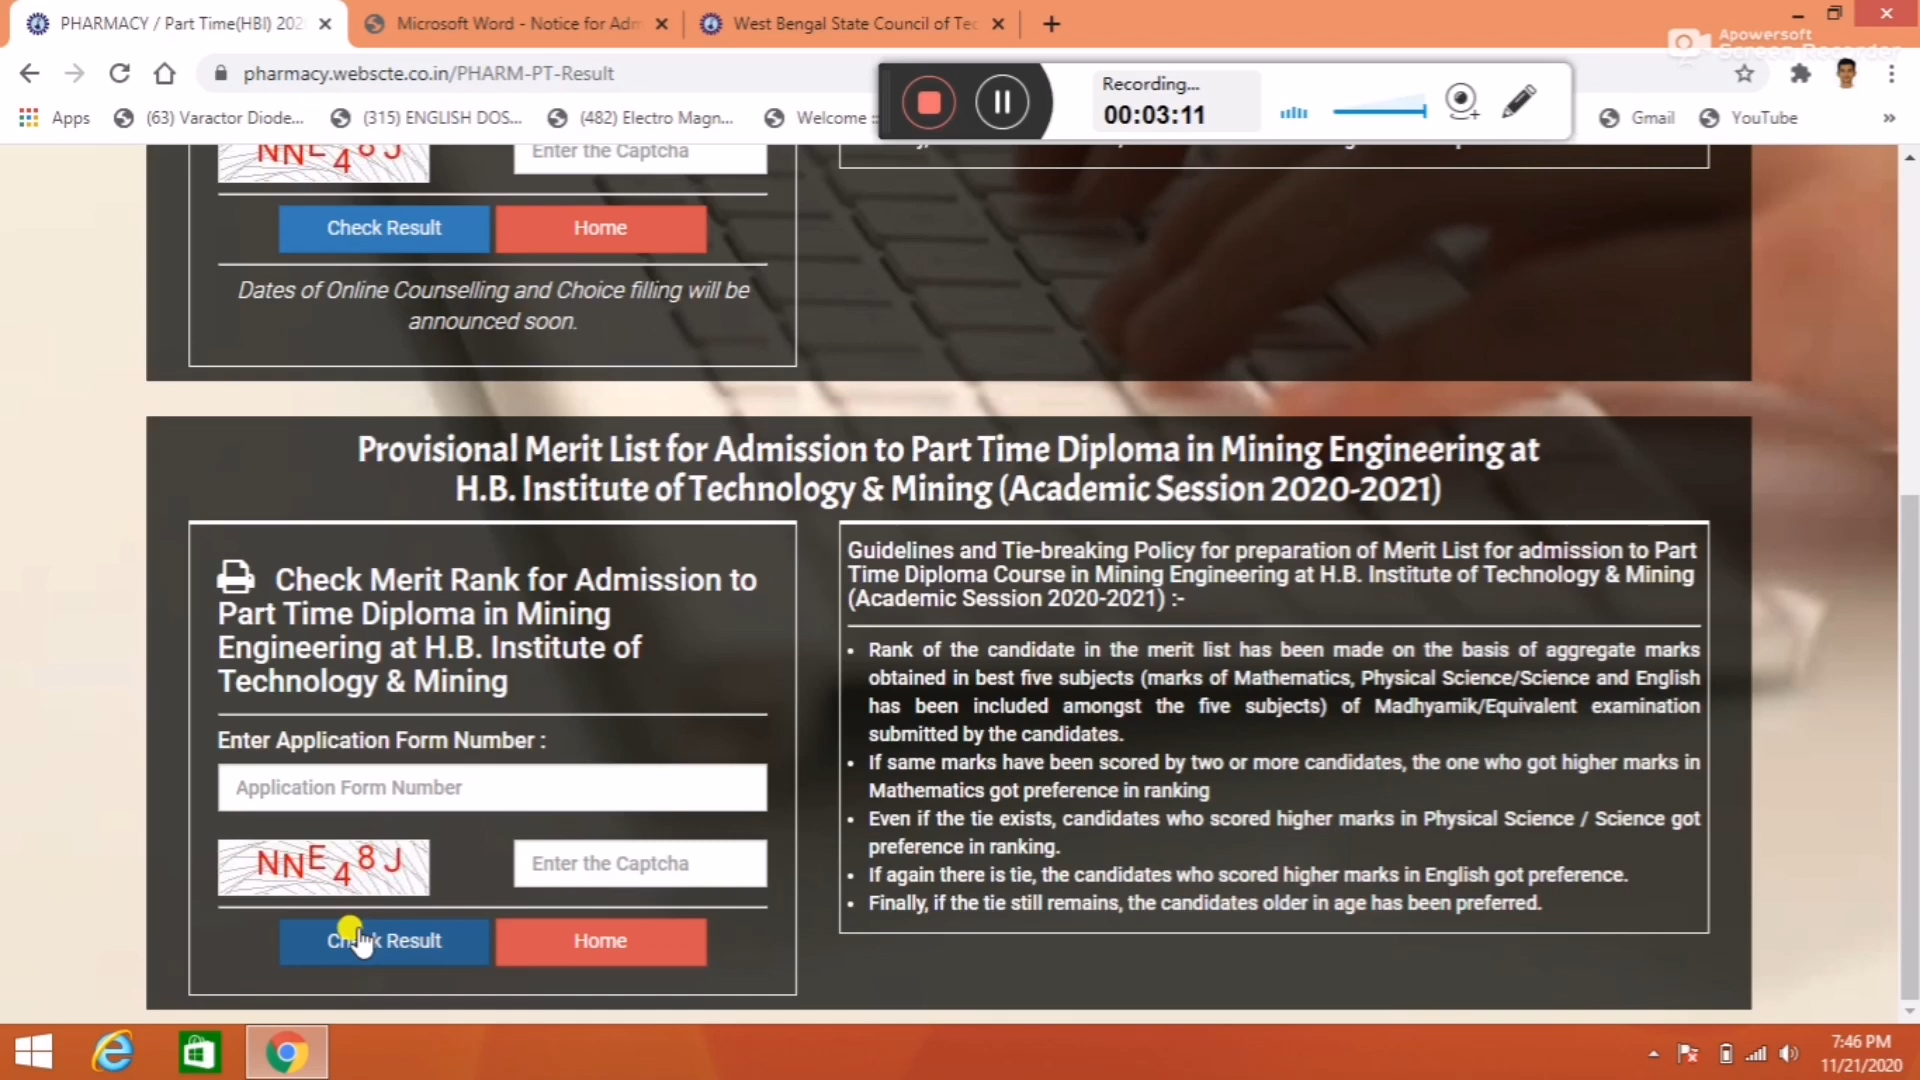 PHARMACY / Part Time(HBI) 202
Microsoft Word - Notice for Adm
West Bengal State Council of Tec
Apowersoft
Screen Recorder
pharmacy.webscte.co.in/PHARM-PT-Result
Recording...
00:03:11
Apps
(63) Varactor Diode...
(315) ENGLISH DOS...
(482) Electro Magn...
Welcome ::
Gmail
YouTube
»
NNE48J
Enter the Captcha
Check Result
Home
Dates of Online Counselling and Choice filling will be
announced soon.
Provisional Merit List for Admission to Part Time Diploma in Mining Engineering at
H.B. Institute of Technology & Mining (Academic Session 2020-2021)
Check Merit Rank for Admission to
Part Time Diploma in Mining
Engineering at H.B. Institute of
Technology & Mining
Enter Application Form Number :
Application Form Number
NNE48J
Enter the Captcha
Check Result
Home
Guidelines and Tie-breaking Policy for preparation of Merit List for admission to Part
Time Diploma Course in Mining Engineering at H.B. Institute of Technology & Mining
(Academic Session 2020-2021) :-
• Rank of the candidate in the merit list has been made on the basis of aggregate marks
obtained in best five subjects (marks of Mathematics, Physical Science/Science and English
has been included amongst the five subjects) of Madhyamik/Equivalent examination
submitted by the candidates.
• If same marks have been scored by two or more candidates, the one who got higher marks in
Mathematics got preference in ranking
• Even if the tie exists, candidates who scored higher marks in Physical Science / Science got
preference in ranking.
• If again there is tie, the candidates who scored higher marks in English got preference.
• Finally, if the tie still remains, the candidates older in age has been preferred.
7:46 PM
11/21/2020